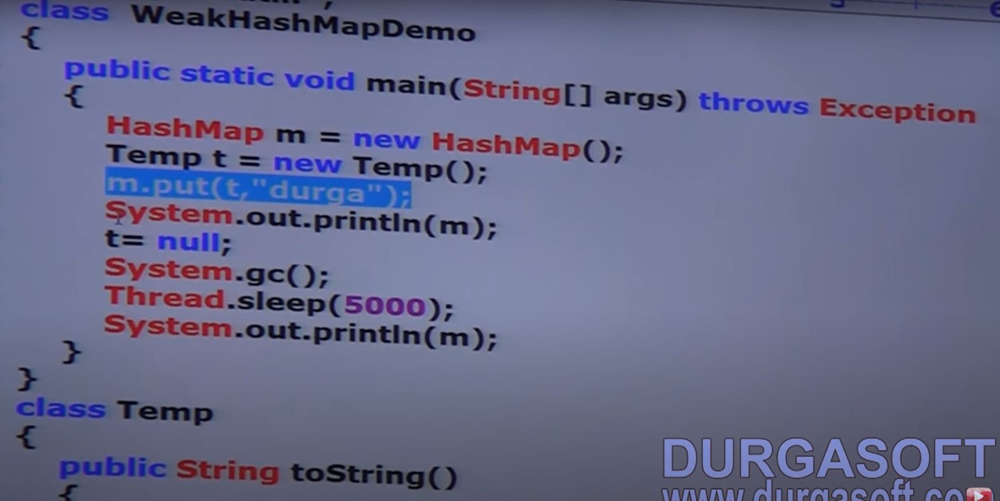 class WeakHashMapDemo
{
public static void main(String[] args) throws Exception
{
HashMap m = new HashMap();
Temp t = new Temp();
m.put(t,"durga");
System.out.println(m);
t= null;
System.gc();
Thread.sleep(5000);
System.out.println(m);
}
}
class Temp
{
public String toString()
{
DURGASOFT
www.durgasoft.co